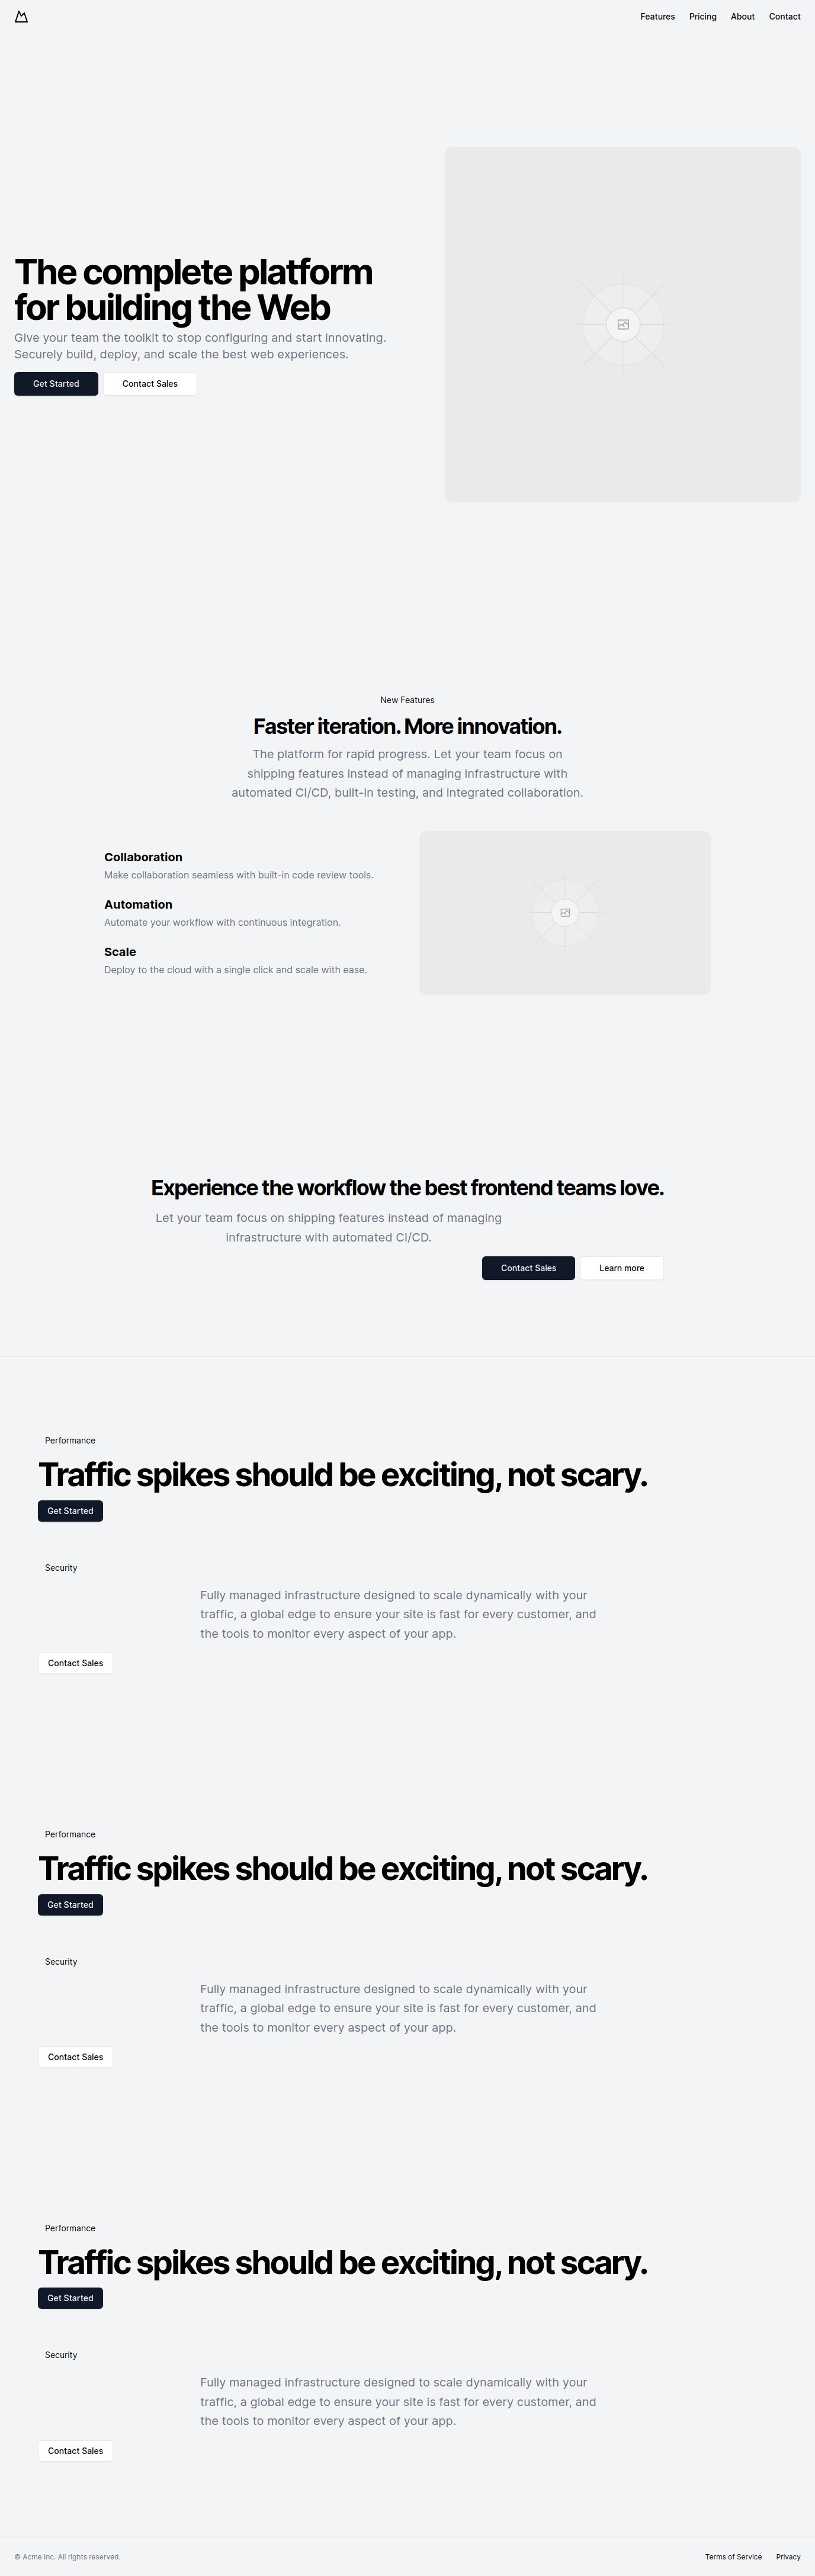 Features Pricing About Contact
The complete platform
for building the Web
Give your team the toolkit to stop configuring and start innovating.
Securely build, deploy, and scale the best web experiences.
Get Started Contact Sales
New Features
Faster iteration. More innovation.
The platform for rapid progress. Let your team focus on
shipping features instead of managing infrastructure with
automated CI/CD, built-in testing, and integrated collaboration.
Collaboration
Make collaboration seamless with built-in code review tools.
Automation
Automate your workflow with continuous integration.
Scale
Deploy to the cloud with a single click and scale with ease.
Experience the workflow the best frontend teams love.
Let your team focus on shipping features instead of managing
infrastructure with automated CI/CD.
Contact Sales Learn more
Performance
Traffic spikes should be exciting, not scary.
Get Started
Security
Fully managed infrastructure designed to scale dynamically with your
traffic, a global edge to ensure your site is fast for every customer, and
the tools to monitor every aspect of your app.
Contact Sales
Performance
Traffic spikes should be exciting, not scary.
Get Started
Security
Fully managed infrastructure designed to scale dynamically with your
traffic, a global edge to ensure your site is fast for every customer, and
the tools to monitor every aspect of your app.
Contact Sales
Performance
Traffic spikes should be exciting, not scary.
Get Started
Security
Fully managed infrastructure designed to scale dynamically with your
traffic, a global edge to ensure your site is fast for every customer, and
the tools to monitor every aspect of your app.
Contact Sales
© Acme Inc. All rights reserved. Terms of Service Privacy